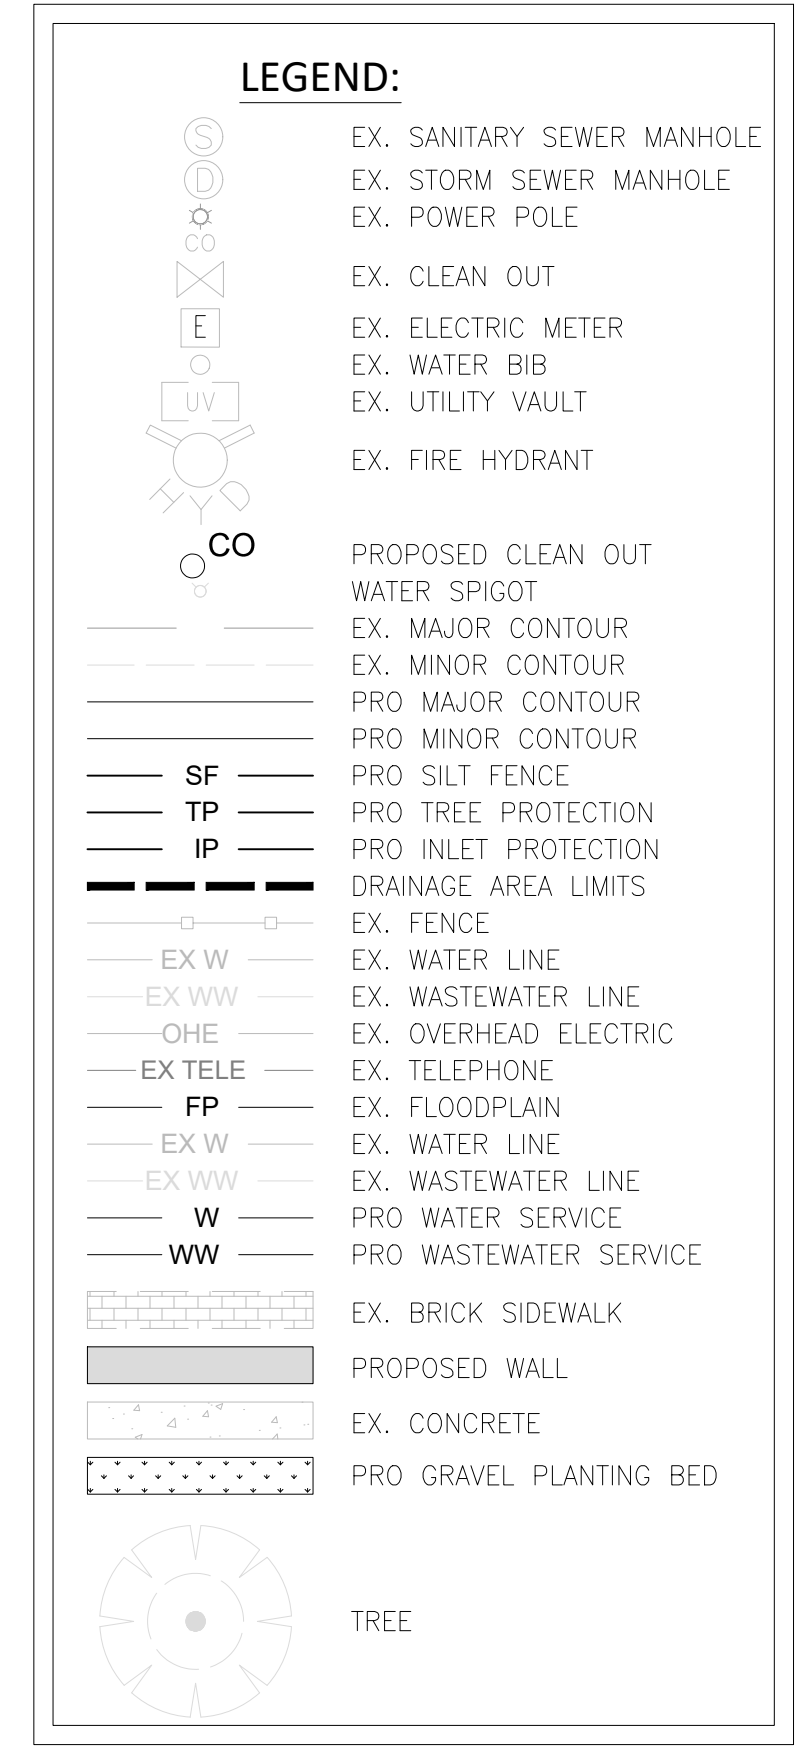 LEGEND:
S EX. SANITARY SEWER MANHOLE
D EX. STORM SEWER MANHOLE
EX. POWER POLE
CO
EX. CLEAN OUT
E EX. ELECTRIC METER
EX. WATER BIB
UV EX. UTILITY VAULT
EX. FIRE HYDRANT
HYD
CO PROPOSED CLEAN OUT
WATER SPIGOT
EX. MAJOR CONTOUR
EX. MINOR CONTOUR
PRO MAJOR CONTOUR
PRO MINOR CONTOUR
SF PRO SILT FENCE
TP PRO TREE PROTECTION
IP PRO INLET PROTECTION
DRAINAGE AREA LIMITS
EX. FENCE
EX W EX. WATER LINE
EX WW EX. WASTEWATER LINE
OHE EX. OVERHEAD ELECTRIC
EX TELE EX. TELEPHONE
FP EX. FLOODPLAIN
EX W EX. WATER LINE
EX WW EX. WASTEWATER LINE
W PRO WATER SERVICE
WW PRO WASTEWATER SERVICE
EX. BRICK SIDEWALK
PROPOSED WALL
EX. CONCRETE
PRO GRAVEL PLANTING BED
TREE